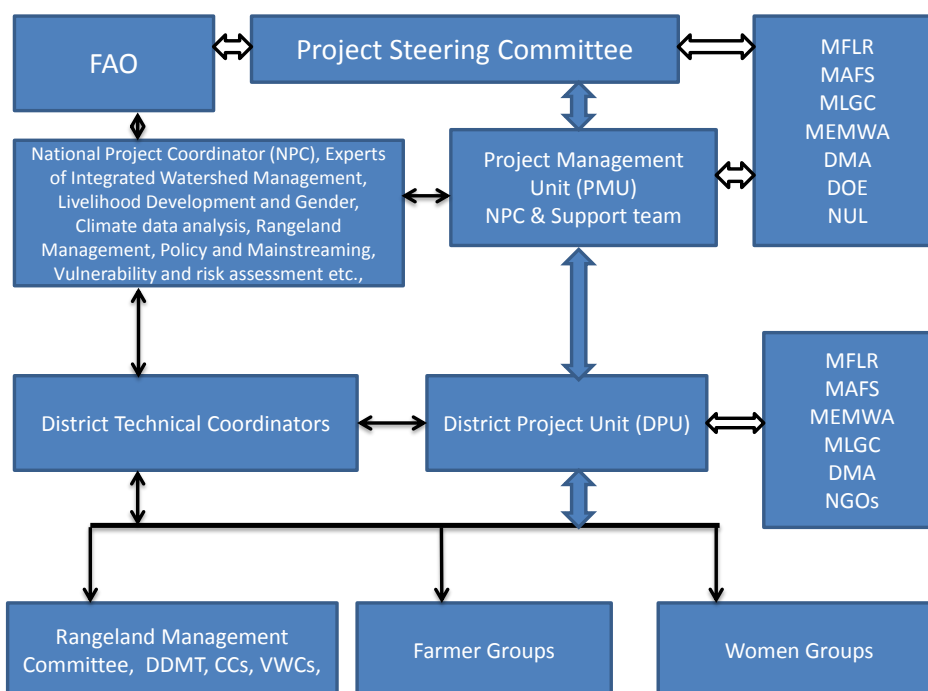 FAO
Project Steering Committee
MFLR
MAFS
MLGC
MEMWA
DMA
DOE
NUL
National Project Coordinator (NPC), Experts
of Integrated Watershed Management,
Livelihood Development and Gender,
Climate data analysis, Rangeland
Management, Policy and Mainstreaming,
Vulnerability and risk assessment etc.,
Project Management
Unit (PMU)
NPC & Support team
District Technical Coordinators
District Project Unit (DPU)
MFLR
MAFS
MEMWA
MLGC
DMA
NGOs
Rangeland Management
Committee, DDMT, CCs, VWCs,
Farmer Groups
Women Groups